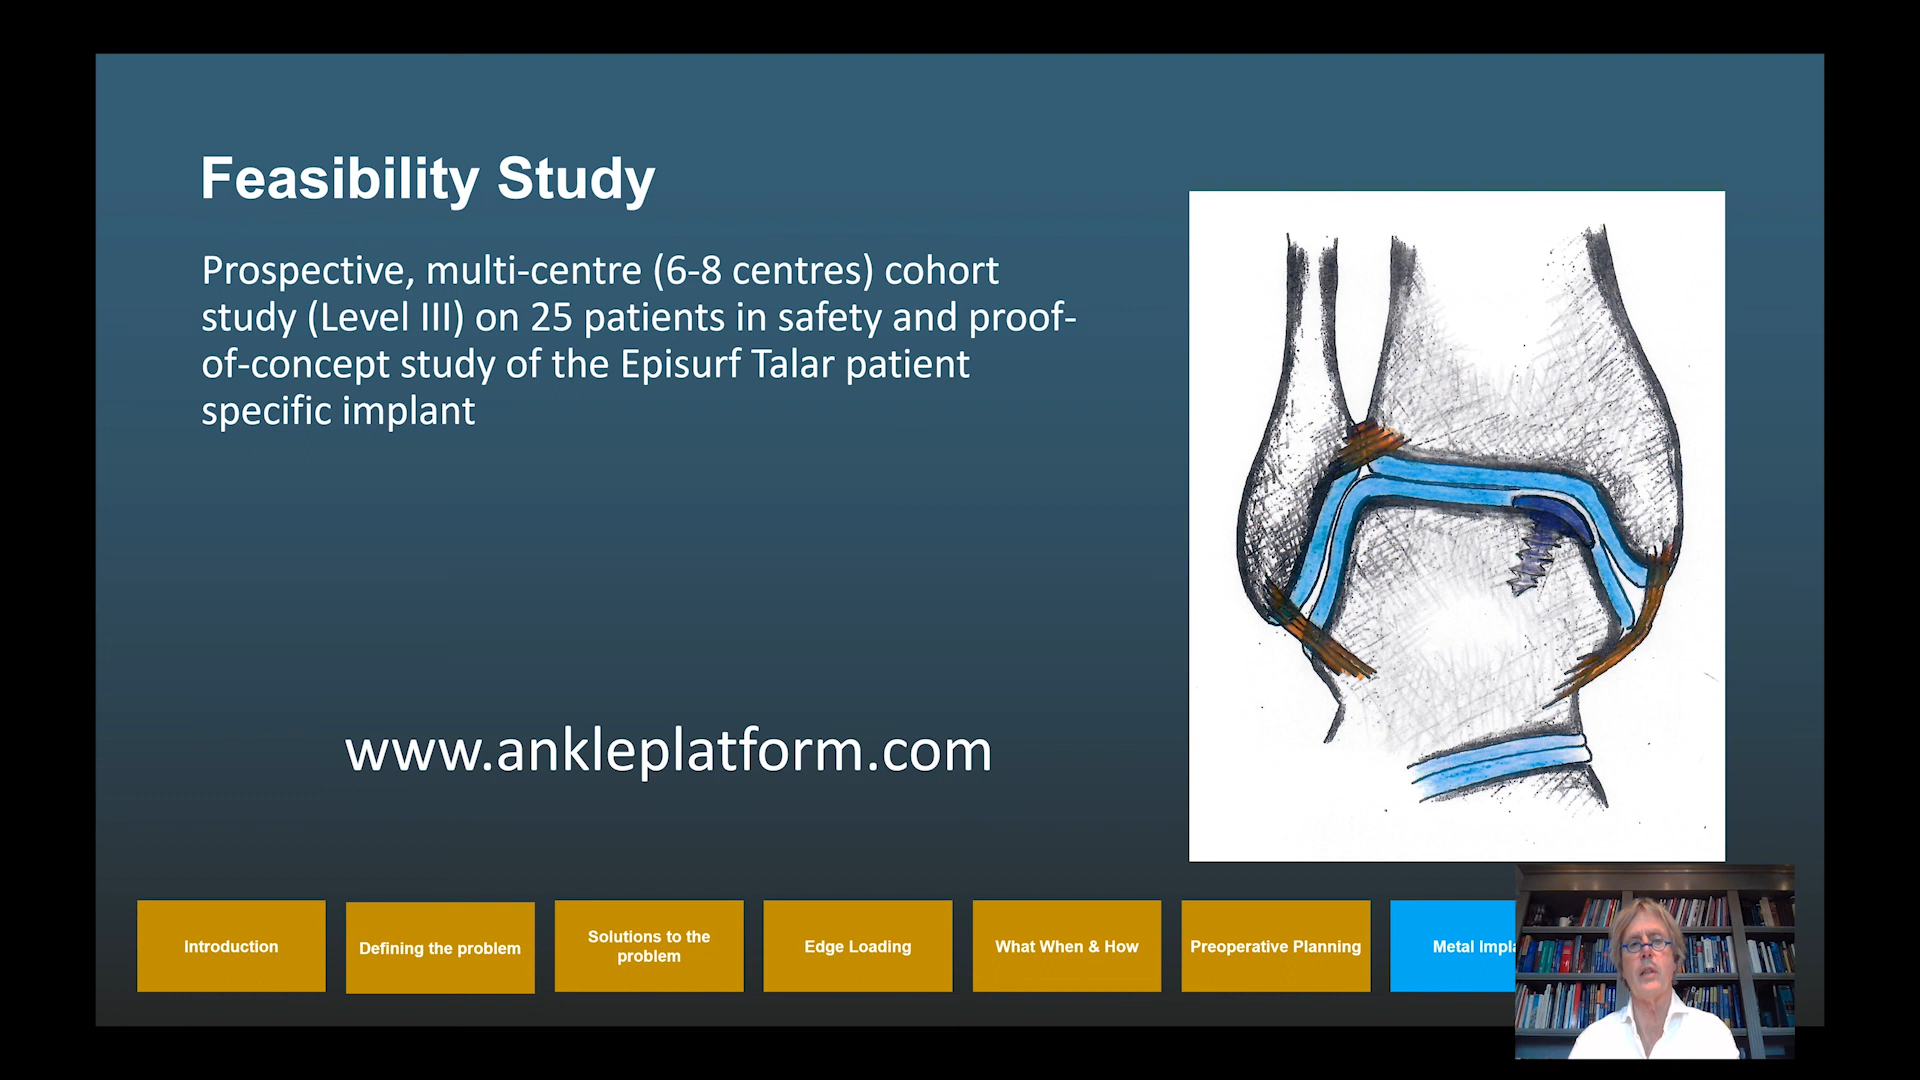 Feasibility Study
Prospective, multi-centre (6-8 centres) cohort
study (Level III) on 25 patients in safety and proof-
of-concept study of the Episurf Talar patient
specific implant
www.ankleplatform.com
Introduction
Defining the problem
Solutions to the
problem
Edge Loading
What When & How
Preoperative Planning
Metal